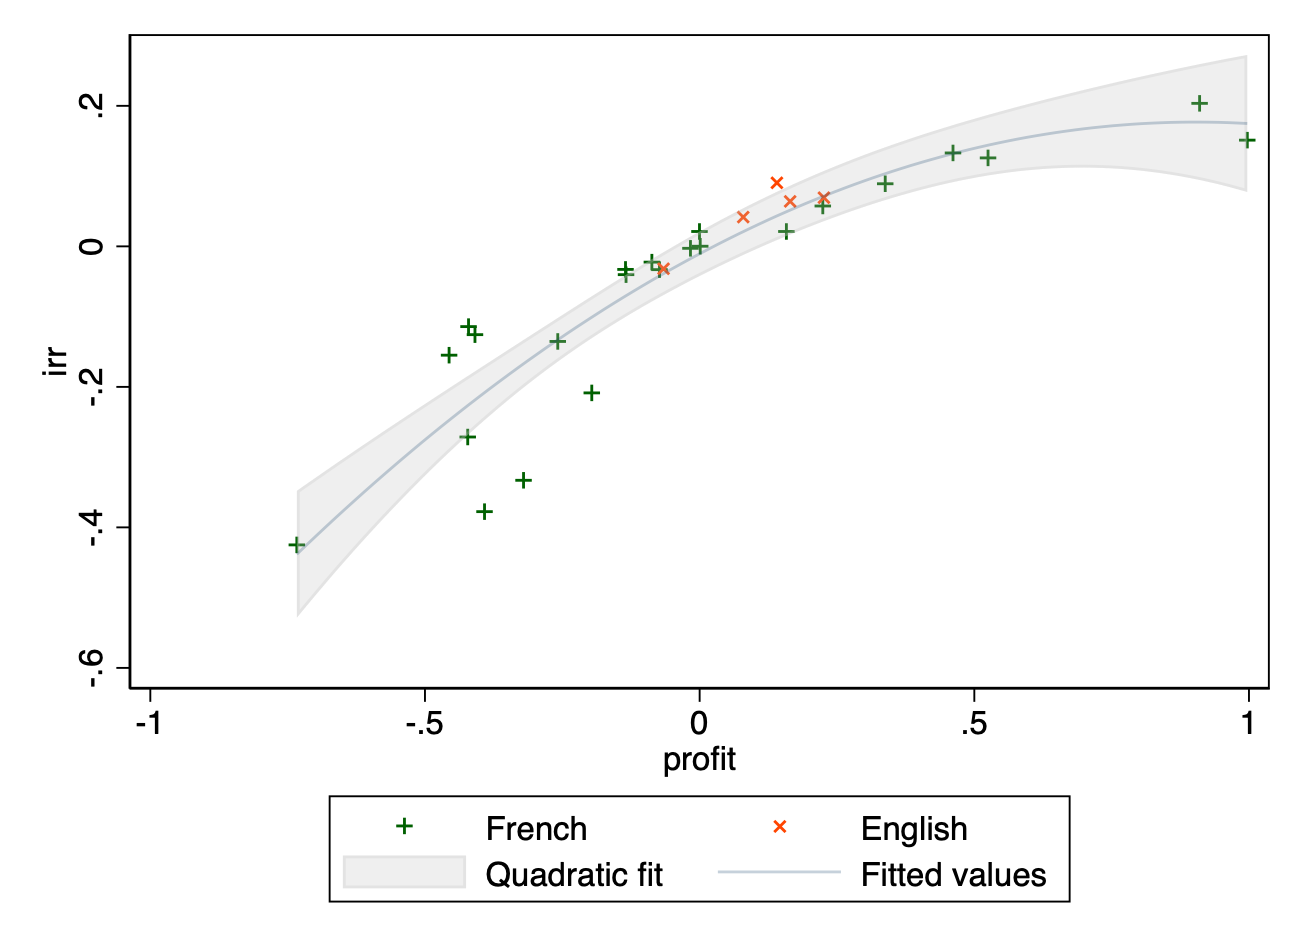 .2
0
-.2
-.4
-.6
irr
-1
-.5
0
.5
1
profit
French
English
Quadratic fit
Fitted values